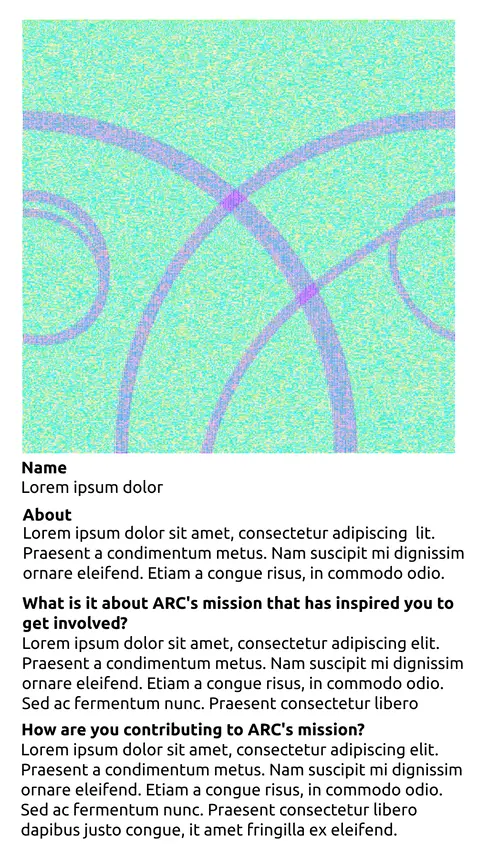 Name
Lorem ipsum dolor
About
Lorem ipsum dolor sit amet, consectetur adipiscing  lit.
Praesent a condimentum metus. Nam suscipit mi dignissim
ornare eleifend. Etiam a congue risus, in commodo odio.
What is it about ARC's mission that has inspired you to
get involved?
Lorem ipsum dolor sit amet, consectetur adipiscing elit.
Praesent a condimentum metus. Nam suscipit mi dignissim
ornare eleifend. Etiam a congue risus, in commodo odio.
Sed ac fermentum nunc. Praesent consectetur libero
How are you contributing to ARC's mission?
Lorem ipsum dolor sit amet, consectetur adipiscing elit.
Praesent a condimentum metus. Nam suscipit mi dignissim
ornare eleifend. Etiam a congue risus, in commodo odio.
Sed ac fermentum nunc. Praesent consectetur libero
dapibus justo congue, it amet fringilla ex eleifend.